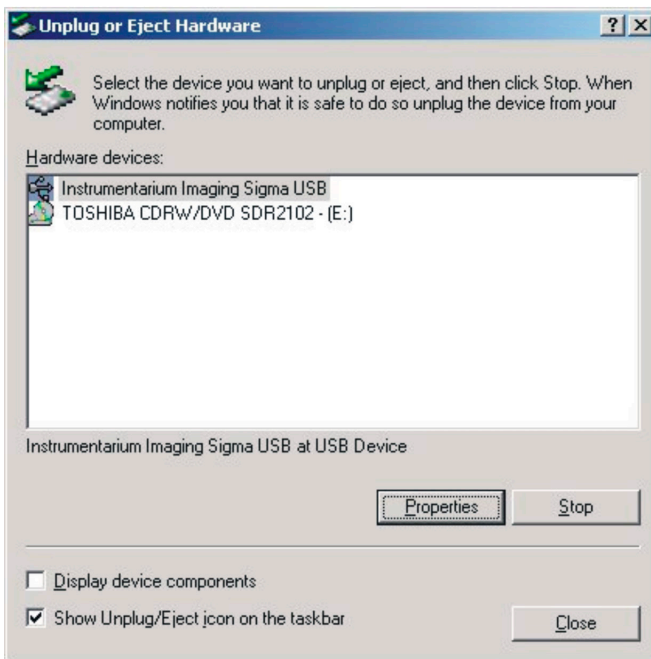 Unplug or Eject Hardware
Select the device you want to unplug or eject, and then click Stop. When
Windows notifies you that it is safe to do so unplug the device from your
computer.
Hardware devices:
Instrumentarium Imaging Sigma USB
TOSHIBA CDRW/DVD SDR2102 - (E:)
Instrumentarium Imaging Sigma USB at USB Device
Properties Stop
Display device components
Show Unplug/Eject icon on the taskbar
Close